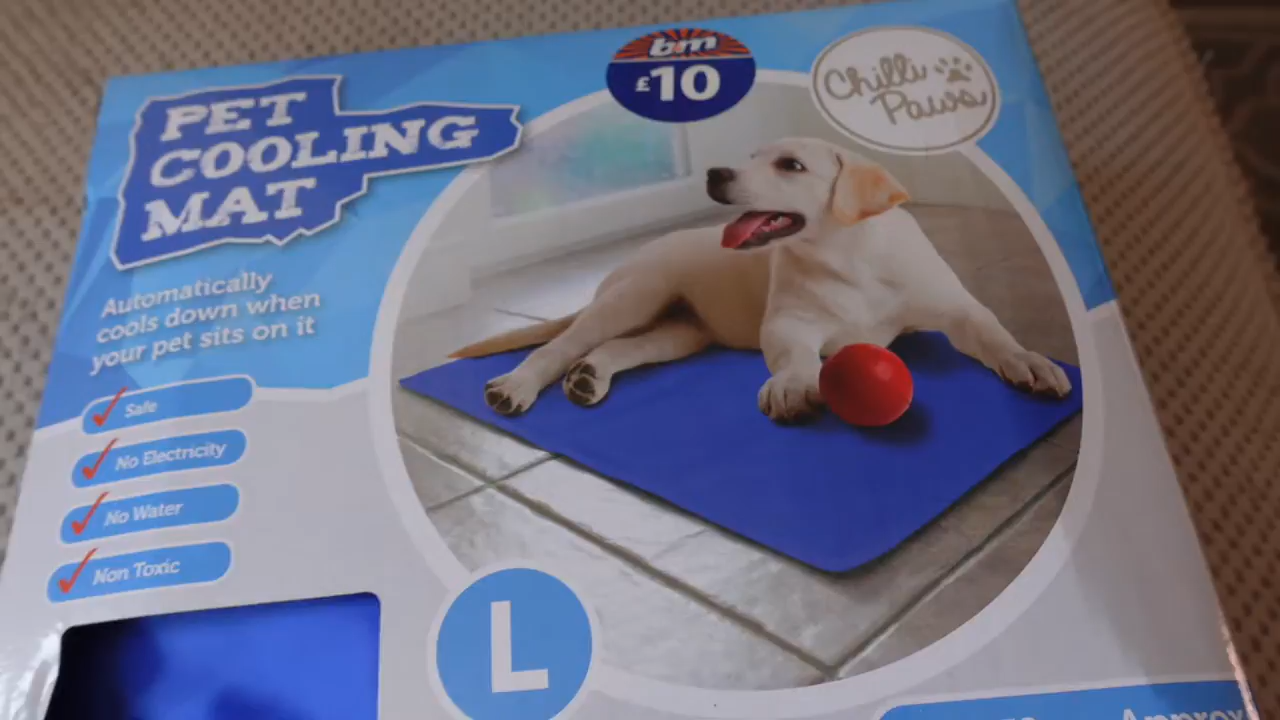 bm
£10
Chilli
Paws
PET
COOLING
MAT
Automatically
cools down when
your pet sits on it
Safe
No Electricity
No Water
Non Toxic
L
Approx